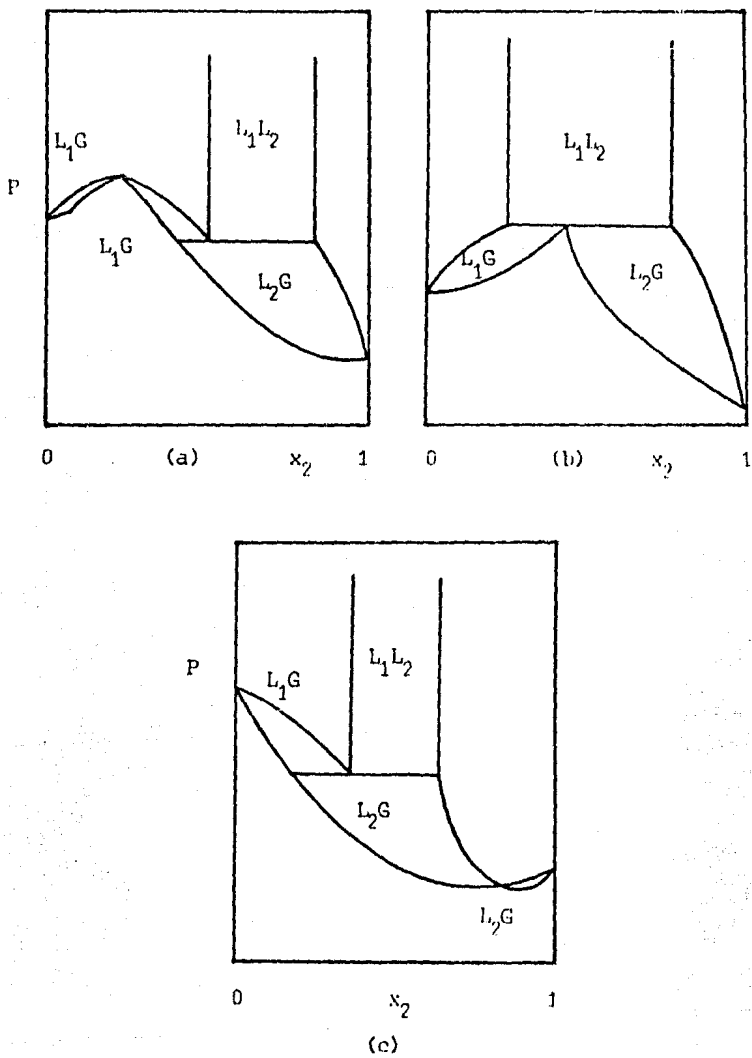 L₁G
L₁L₂
P
L₁G
L₂G
0 (a) x₂ 1
L₁L₂
L₁G
L₂G
0 (b) x₂ 1
P
L₁G
L₁L₂
L₂G
L₂G
0 x₂ 1
(c)